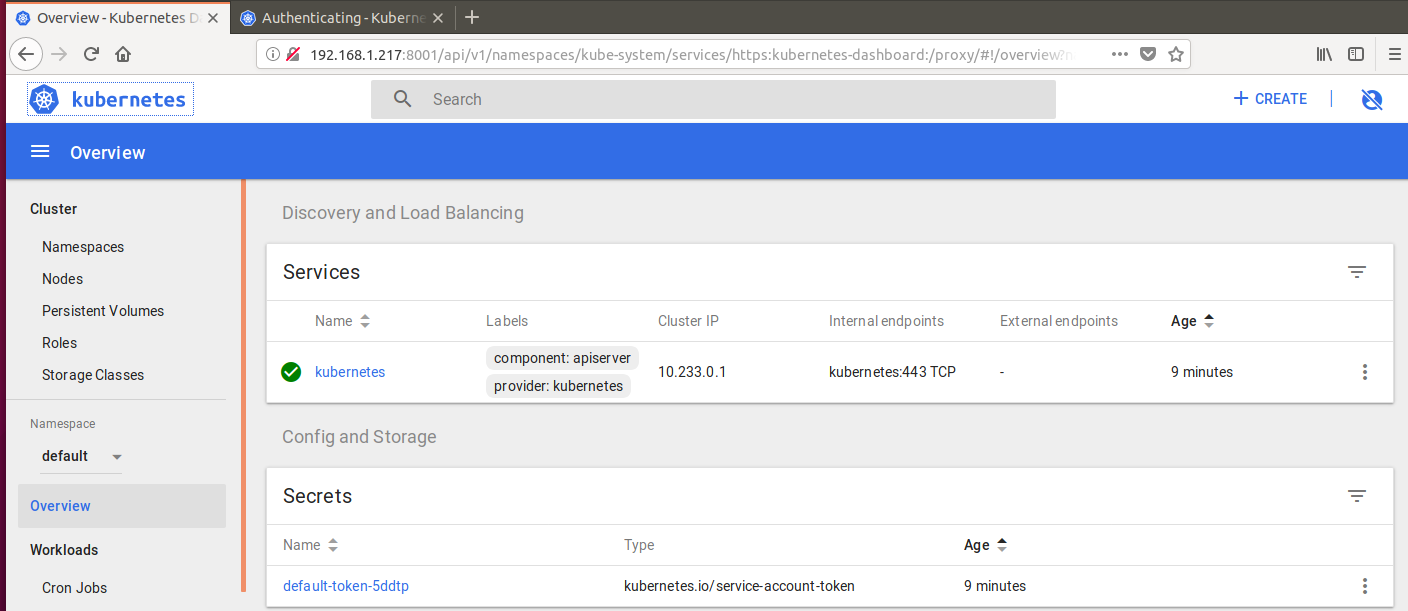 Overview - Kubernetes D
Authenticating - Kuberne
192.168.1.217:8001/api/v1/namespaces/kube-system/services/https:kubernetes-dashboard:/proxy/#!/overview?n
kubernetes
Search
+ CREATE
Overview
Cluster
Namespaces
Nodes
Persistent Volumes
Roles
Storage Classes
Namespace
default
Overview
Workloads
Cron Jobs
Discovery and Load Balancing
Services
Name Labels Cluster IP Internal endpoints External endpoints Age
kubernetes component: apiserver 10.233.0.1 kubernetes:443 TCP - 9 minutes
provider: kubernetes
Config and Storage
Secrets
Name Type Age
default-token-5ddtp kubernetes.io/service-account-token 9 minutes